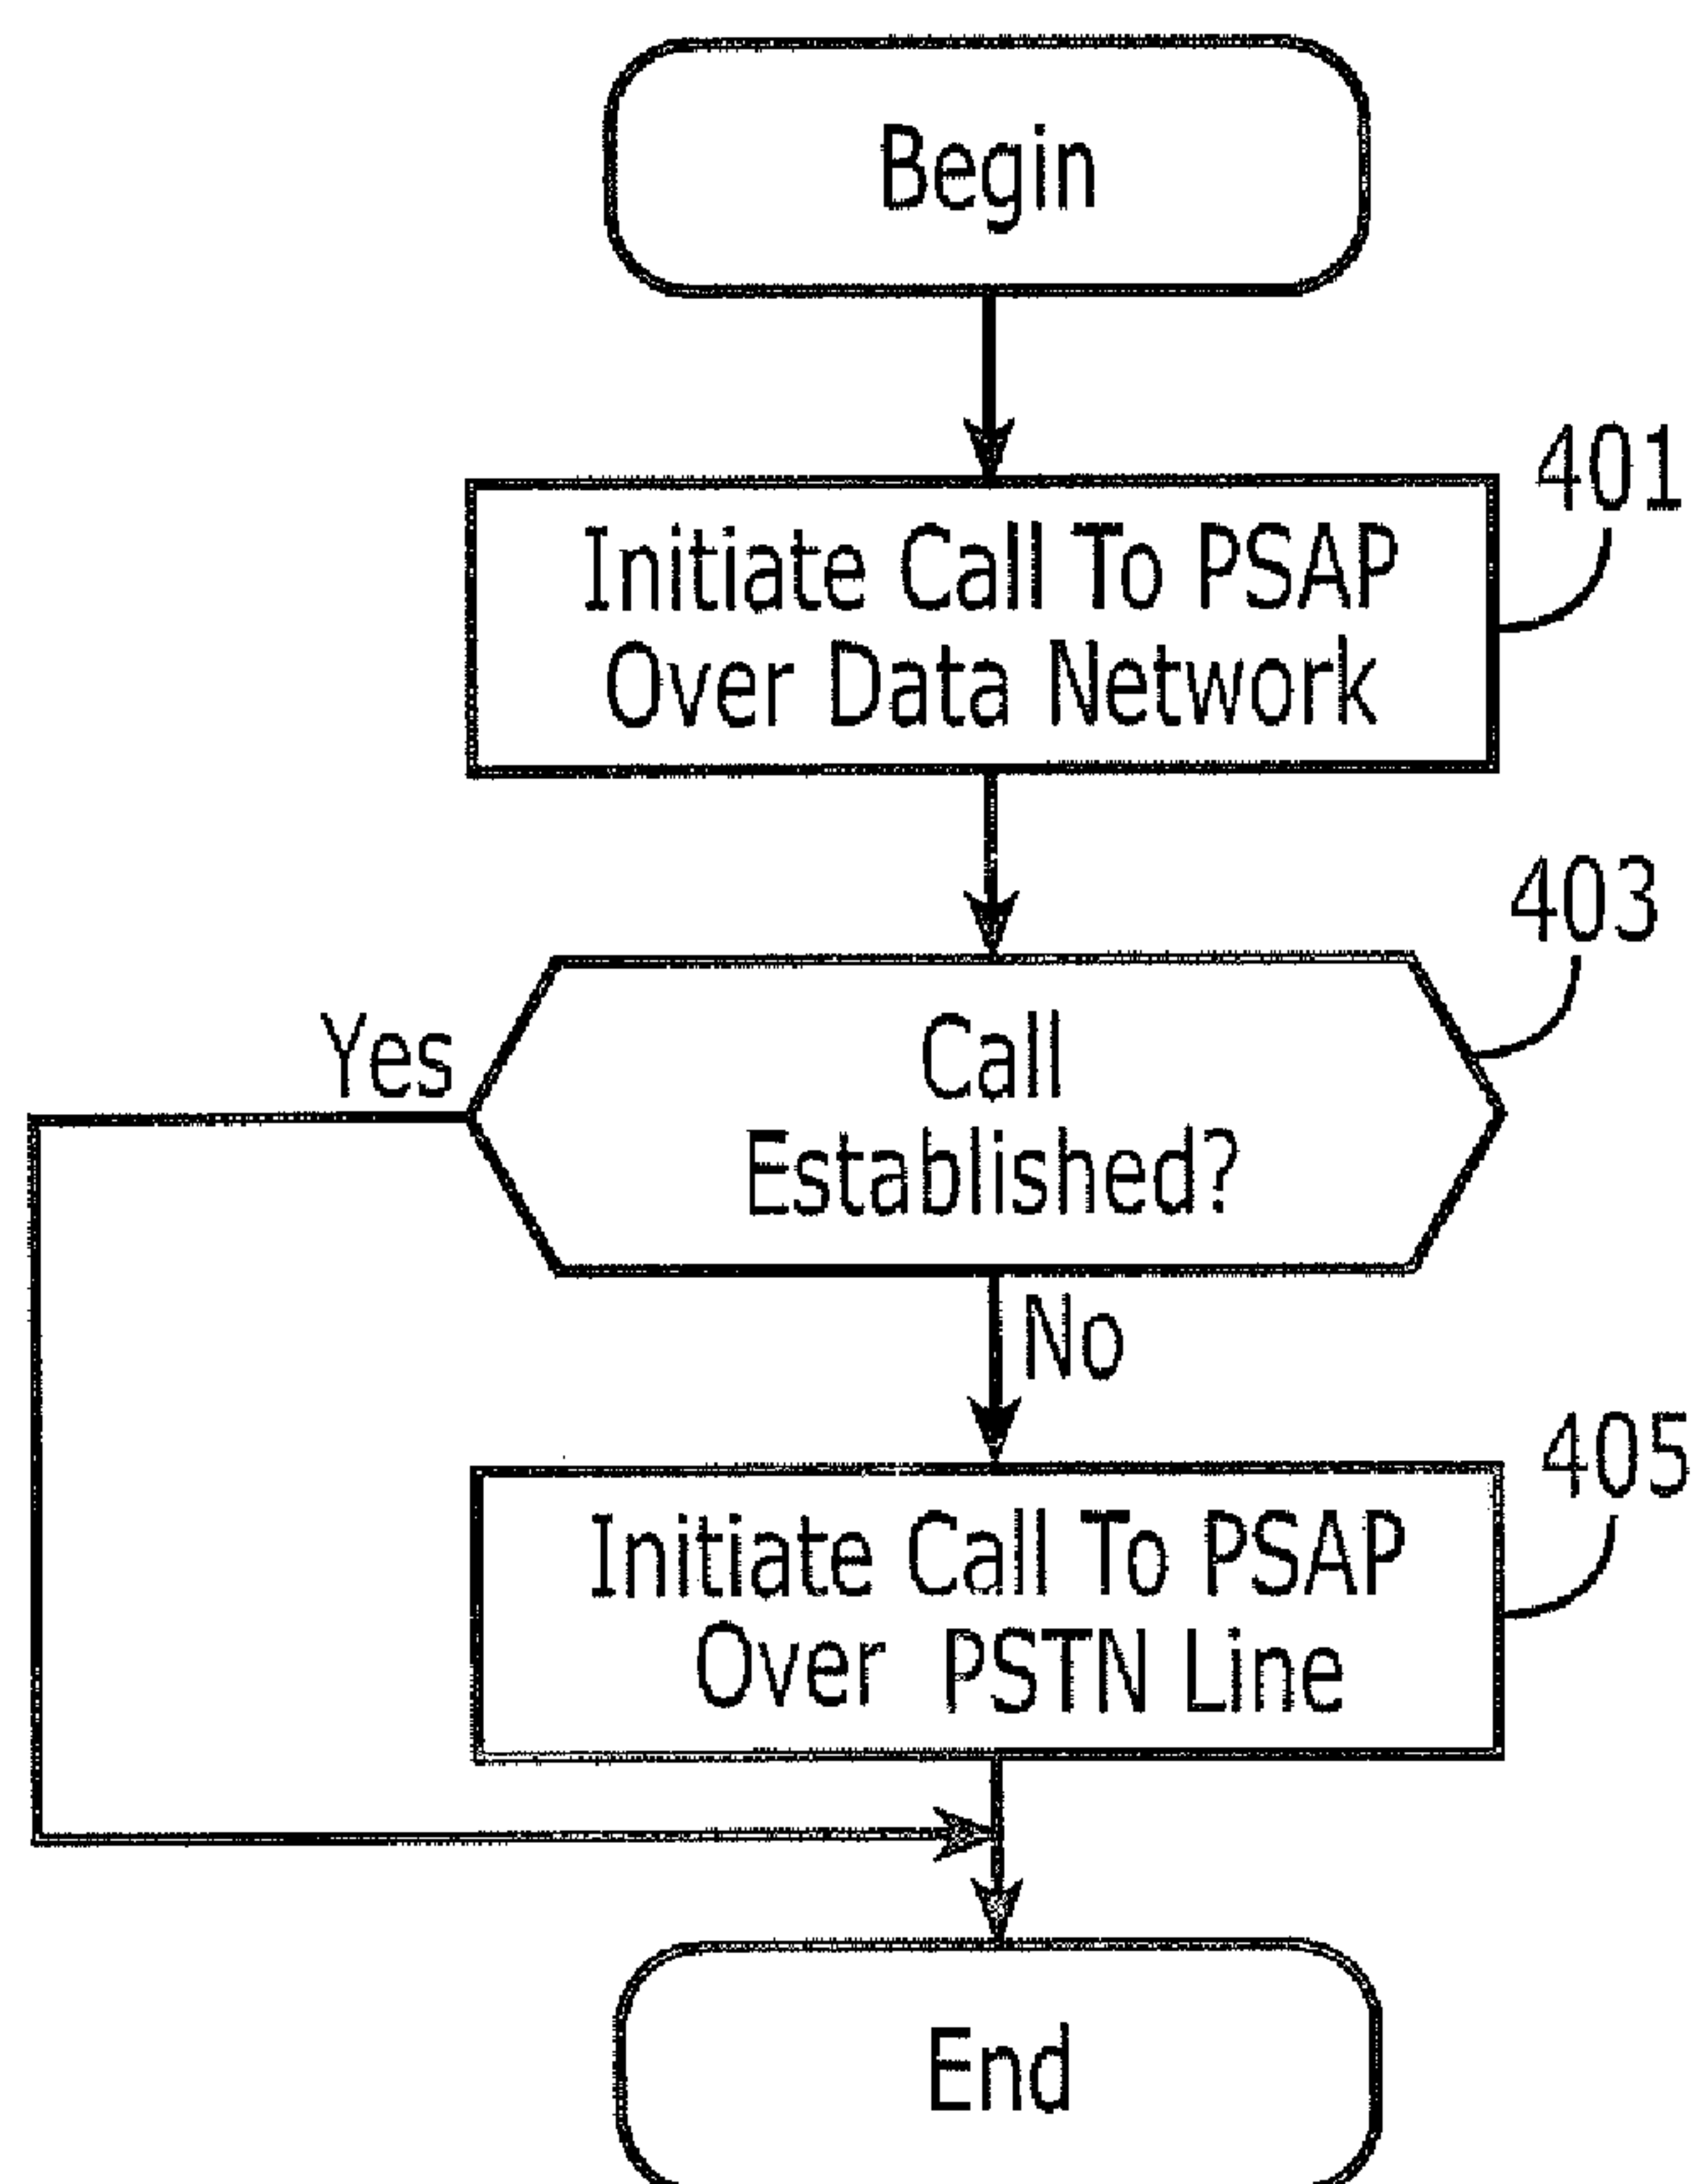 Begin
401
Initiate Call To PSAP
Over Data Network
403
Yes
Call
Established?
No
405
Initiate Call To PSAP
Over PSTN Line
End